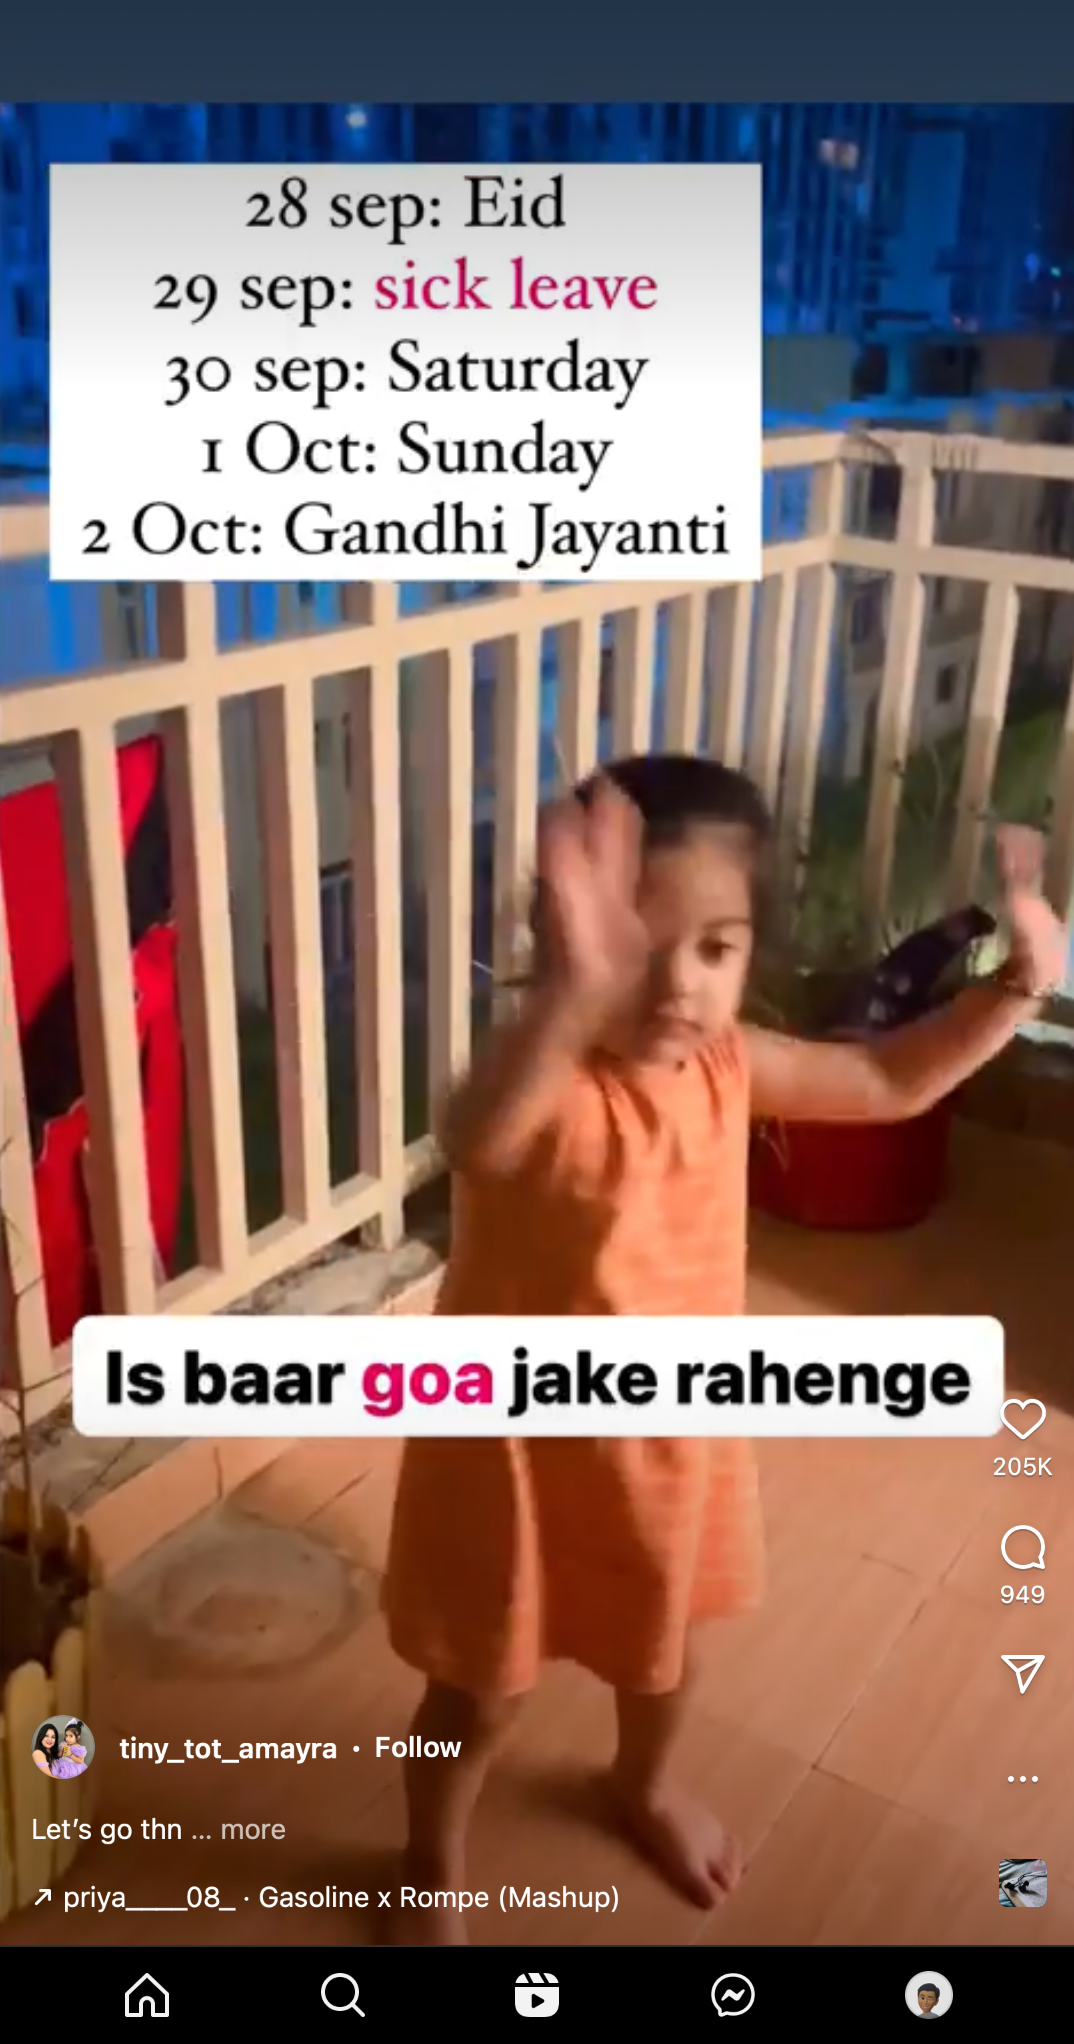 28 sep: Eid
29 sep: sick leave
30 sep: Saturday
1 Oct: Sunday
2 Oct: Gandhi Jayanti
Is baar goa jake rahenge
205K
949
tiny_tot_amayra • Follow
Let’s go thn ... more
priya____08_ · Gasoline x Rompe (Mashup)